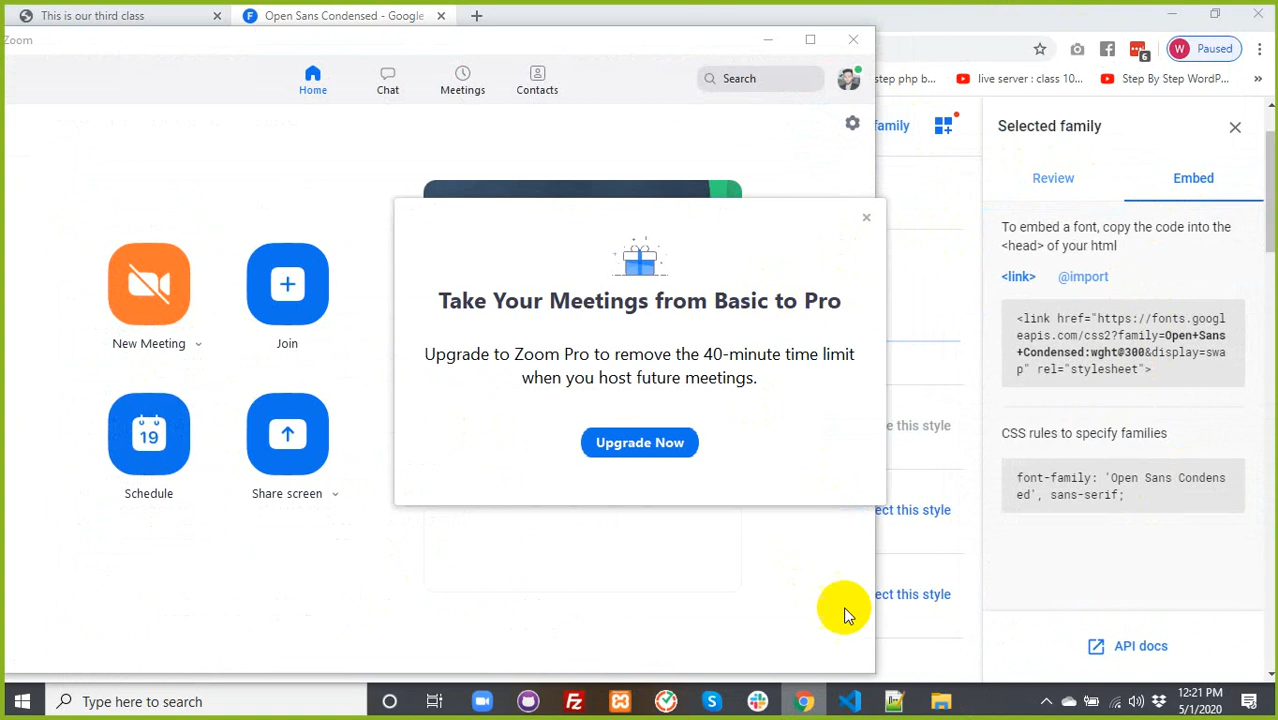 This is our third class
Open Sans Condensed - Google
Zoom
Home
Chat
Meetings
Contacts
Search
6
W
Paused
step php b...
live server : class 10...
Step By Step WordP...
»
family
Selected family
Review
Embed
To embed a font, copy the code into the
<head> of your html
<link>
@import
<link href="https://fonts.googl
eapis.com/css2?family=Open+Sans
+Condensed:wght@300&display=swa
p" rel="stylesheet">
CSS rules to specify families
font-family: 'Open Sans Condens
ed', sans-serif;
API docs
New Meeting
Join
19
Schedule
Share screen
Take Your Meetings from Basic to Pro
Upgrade to Zoom Pro to remove the 40-minute time limit
when you host future meetings.
Upgrade Now
e this style
ect this style
ect this style
Type here to search
12:21 PM
5/1/2020